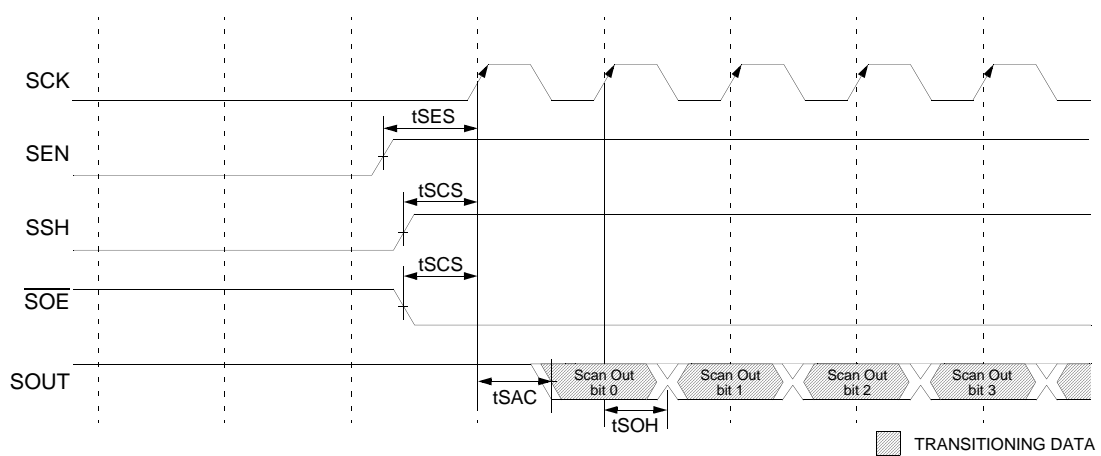 SCK
tSES
SEN
tSCS
SSH
tSCS
SOE
SOUT
Scan Out
bit 0
Scan Out
bit 1
Scan Out
bit 2
Scan Out
bit 3
tSAC
tSOH
TRANSITIONING DATA